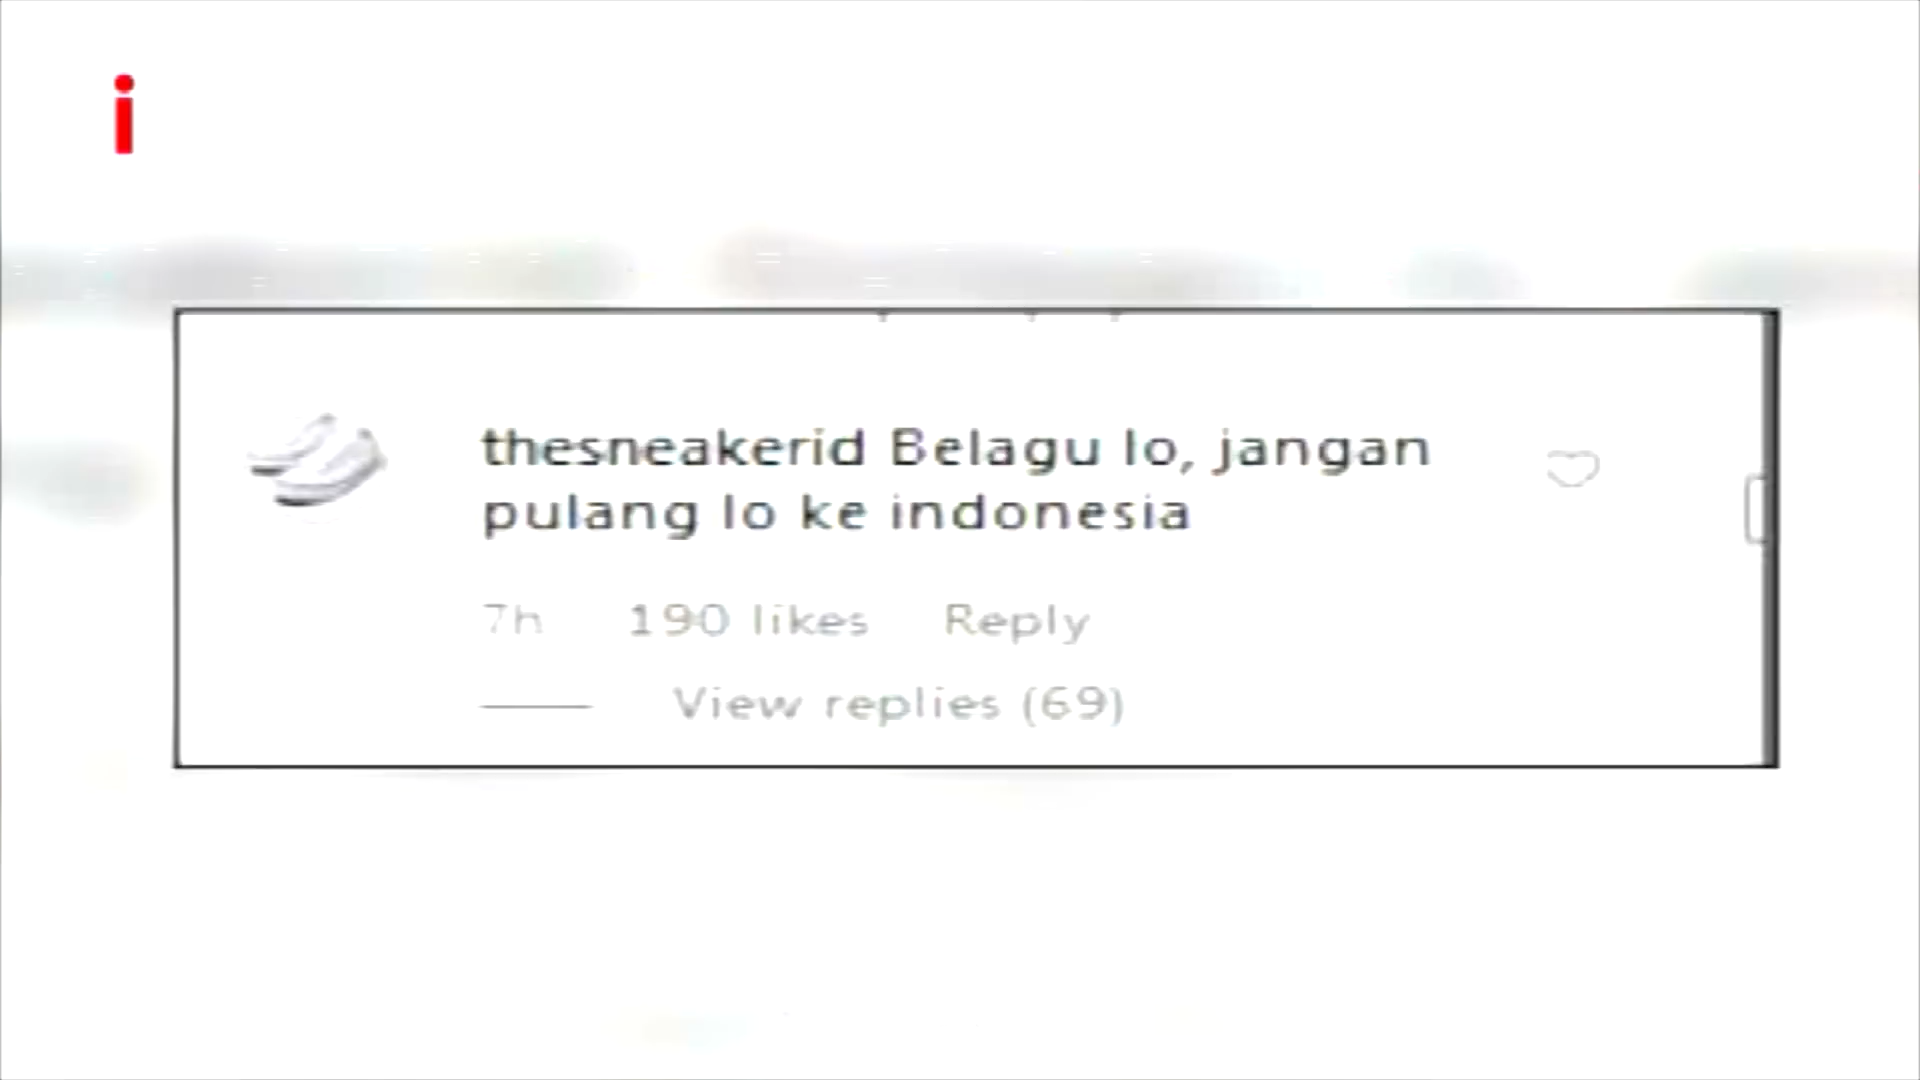 i
thesneakerid Belagu lo, jangan
pulang lo ke indonesia
7h 190 likes Reply
View replies (69)